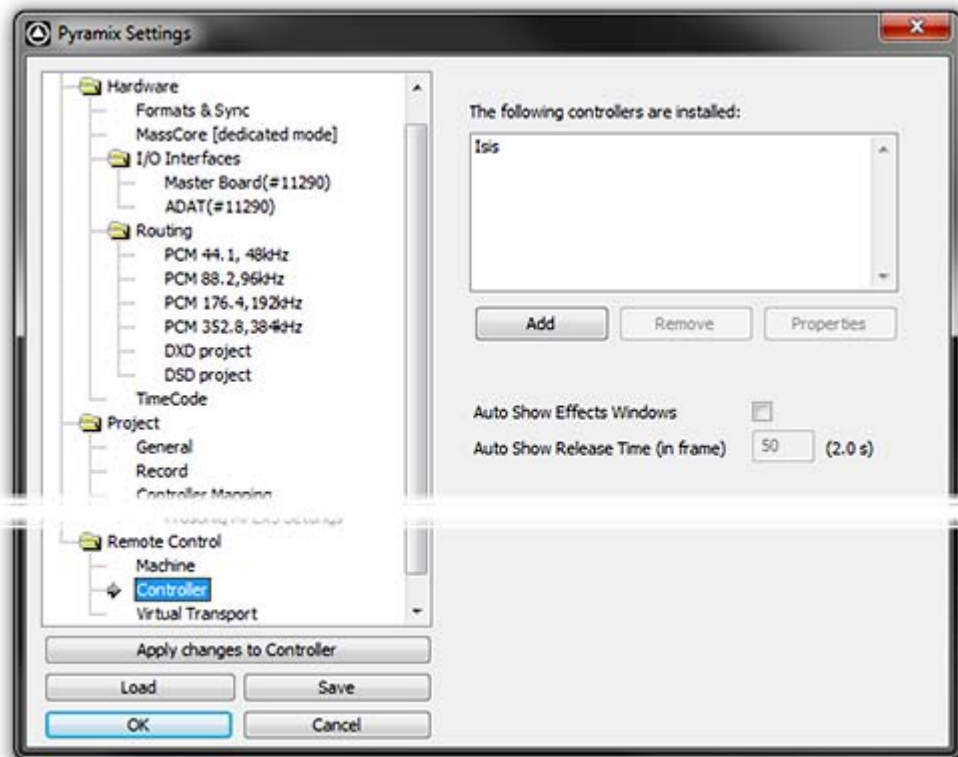 Pyramix Settings
Hardware
Formats & Sync
MassCore [dedicated mode]
I/O Interfaces
Master Board(#11290)
ADAT(#11290)
Routing
PCM 44.1, 48kHz
PCM 88.2,96kHz
PCM 176.4,192kHz
PCM 352.8,384kHz
DXD project
DSD project
TimeCode
Project
General
Record
Controller Mapping
Settings
Remote Control
Machine
Controller
Virtual Transport
Apply changes to Controller
Load Save
OK Cancel
The following controllers are installed:
Isis
Add Remove Properties
Auto Show Effects Windows
Auto Show Release Time (in frame) 50 (2.0 s)